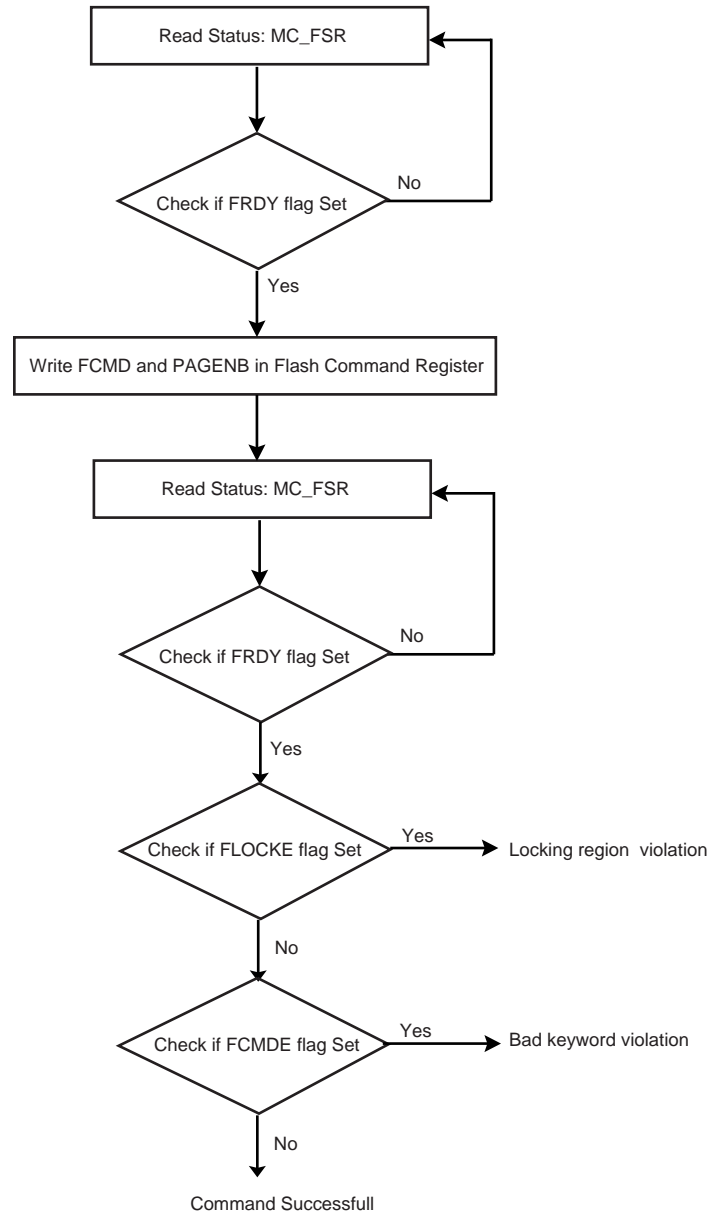 Read Status: MC_FSR
Check if FRDY flag Set
No
Yes
Write FCMD and PAGENB in Flash Command Register
Read Status: MC_FSR
Check if FRDY flag Set
No
Yes
Check if FLOCKE flag Set
Yes
Locking region violation
No
Check if FCMDE flag Set
Yes
Bad keyword violation
No
Command Successfull